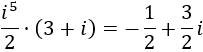 i⁵/2 · (3 + i) = −1/2 + 3/2 i